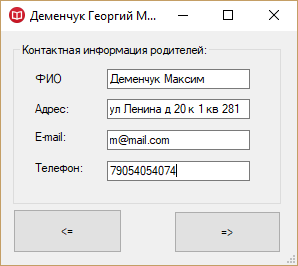 Деменчук Георгий М...
Контактная информация родителей:
ФИО Деменчук Максим
Адрес: ул Ленина д 20 к 1 кв 281
E-mail: m@mail.com
Телефон: 79054054074
<= =>